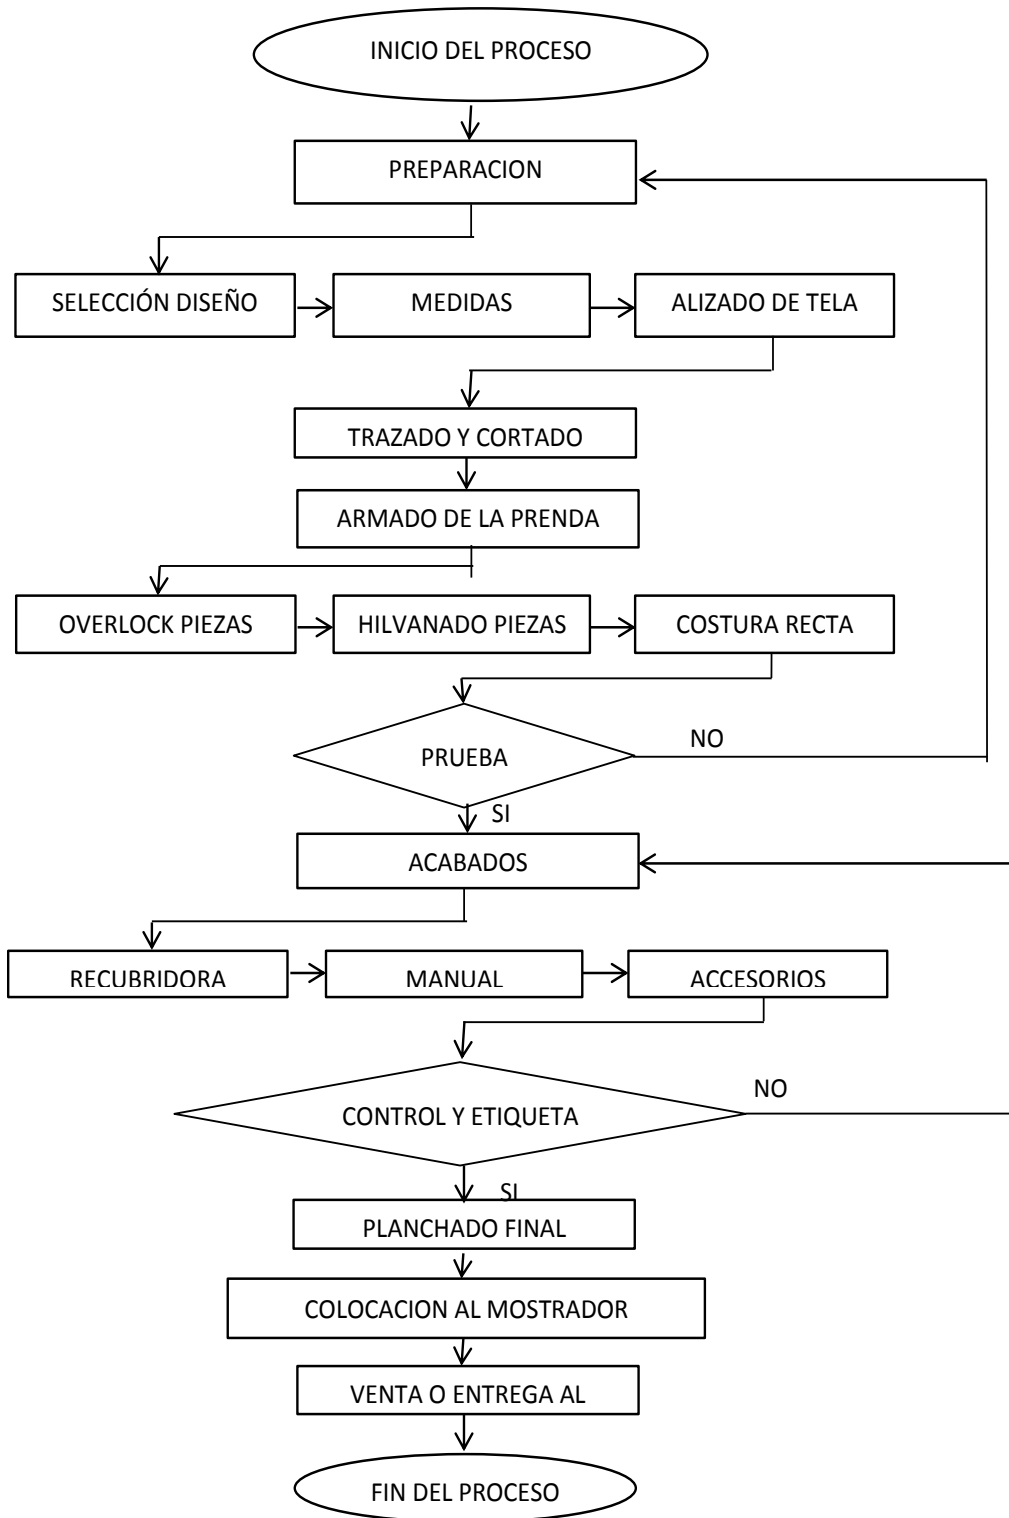 INICIO DEL PROCESO
PREPARACION
SELECCIÓN DISEÑO
MEDIDAS
ALIZADO DE TELA
TRAZADO Y CORTADO
ARMADO DE LA PRENDA
OVERLOCK PIEZAS
HILVANADO PIEZAS
COSTURA RECTA
PRUEBA
NO
SI
ACABADOS
RECUBRIDORA
MANUAL
ACCESORIOS
NO
CONTROL Y ETIQUETA
SI
PLANCHADO FINAL
COLOCACION AL MOSTRADOR
VENTA O ENTREGA AL
FIN DEL PROCESO